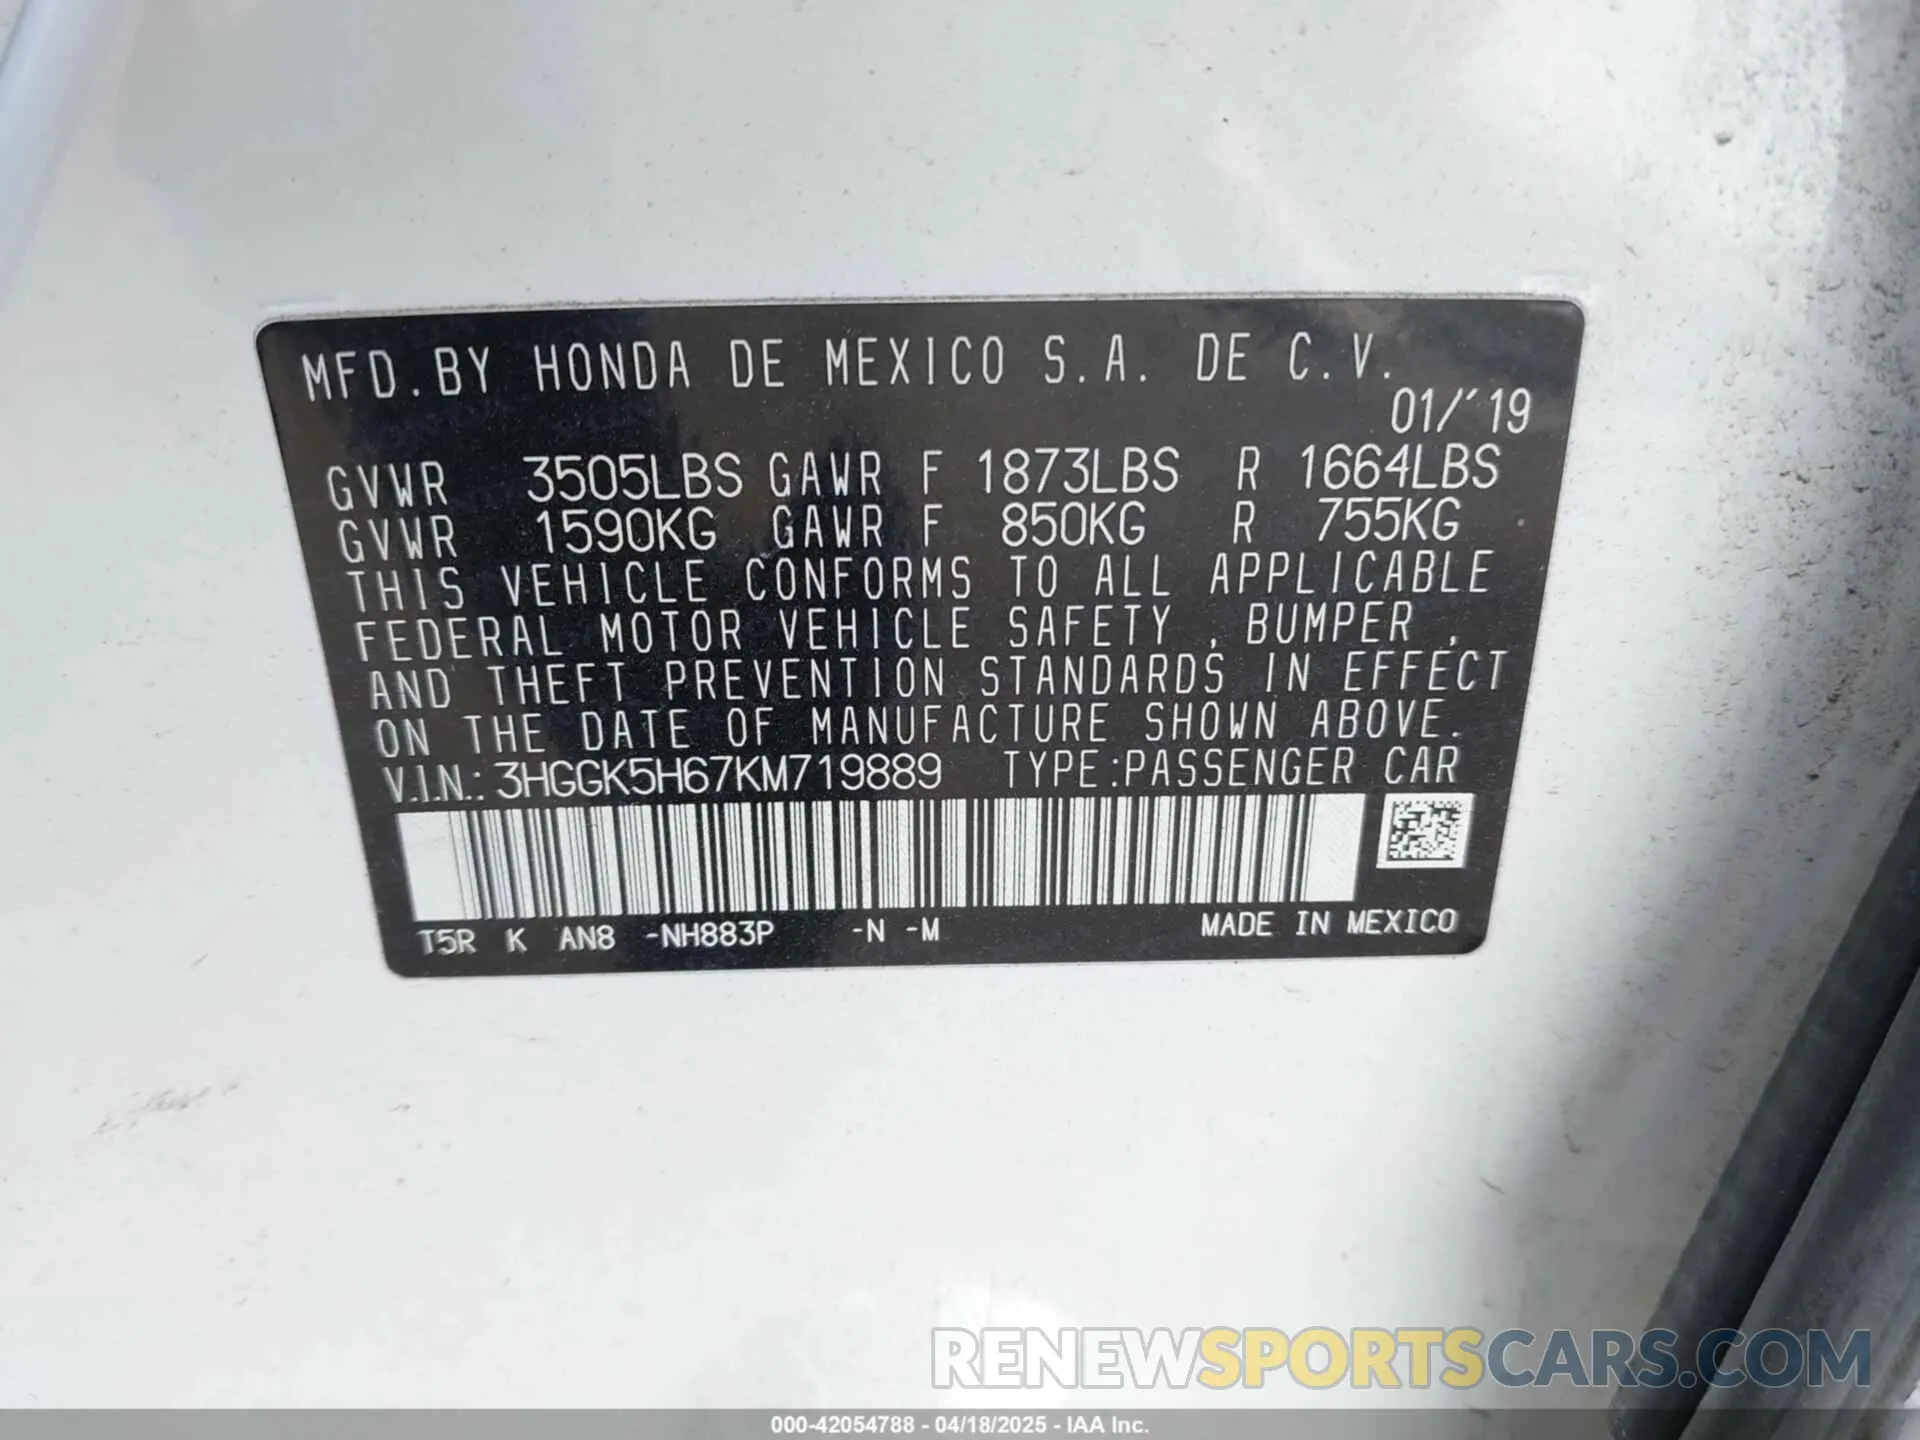 MFD.BY HONDA DE MEXICO S.A. DE C.V.
01/'19
GVWR 3505LBS GAWR F 1873LBS R 1664LBS
GVWR 1590KG GAWR F 850KG R 755KG
THIS VEHICLE CONFORMS TO ALL APPLICABLE
FEDERAL MOTOR VEHICLE SAFETY , BUMPER ,
AND THEFT PREVENTION STANDARDS IN EFFECT
ON THE DATE OF MANUFACTURE SHOWN ABOVE.
V.I.N.: 3HGGK5H67KM719889 TYPE:PASSENGER CAR
T5R K AN8 -NH883P -N -M MADE IN MEXICO
RENEWSPORTSCARS.COM
000-42054788 - 04/18/2025 - IAA Inc.